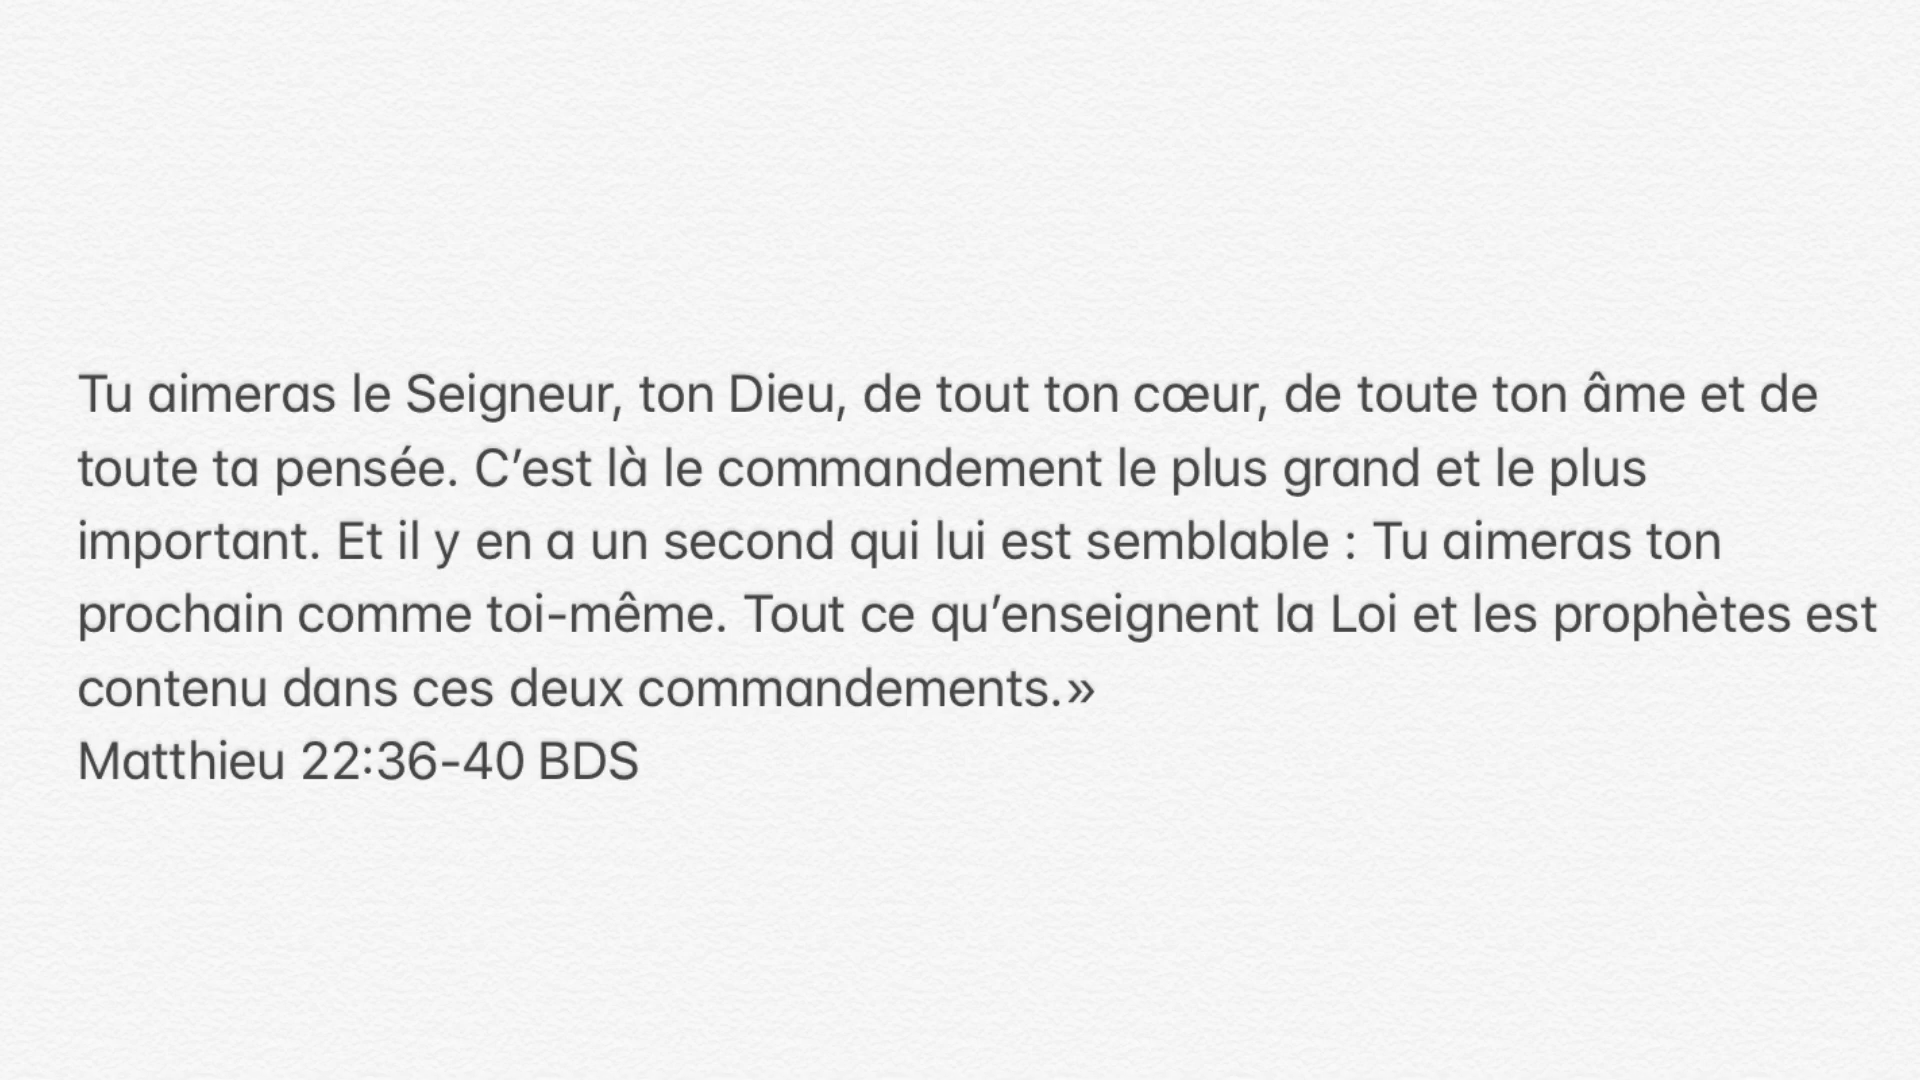 Tu aimeras le Seigneur, ton Dieu, de tout ton cœur, de toute ton âme et de
toute ta pensée. C’est là le commandement le plus grand et le plus
important. Et il y en a un second qui lui est semblable : Tu aimeras ton
prochain comme toi-même. Tout ce qu’enseignent la Loi et les prophètes est
contenu dans ces deux commandements.»
Matthieu 22:36-40 BDS